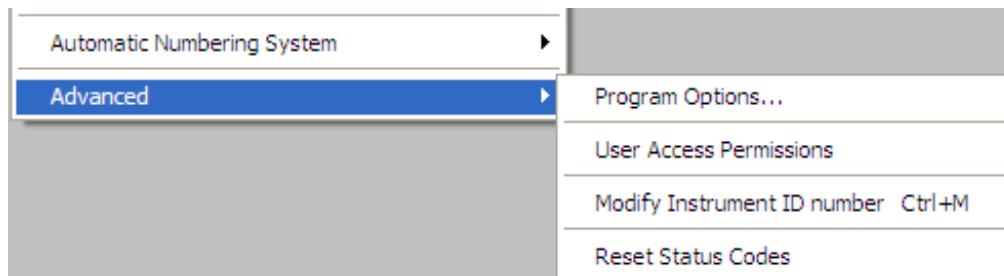 Automatic Numbering System
Advanced
Program Options...
User Access Permissions
Modify Instrument ID number Ctrl+M
Reset Status Codes